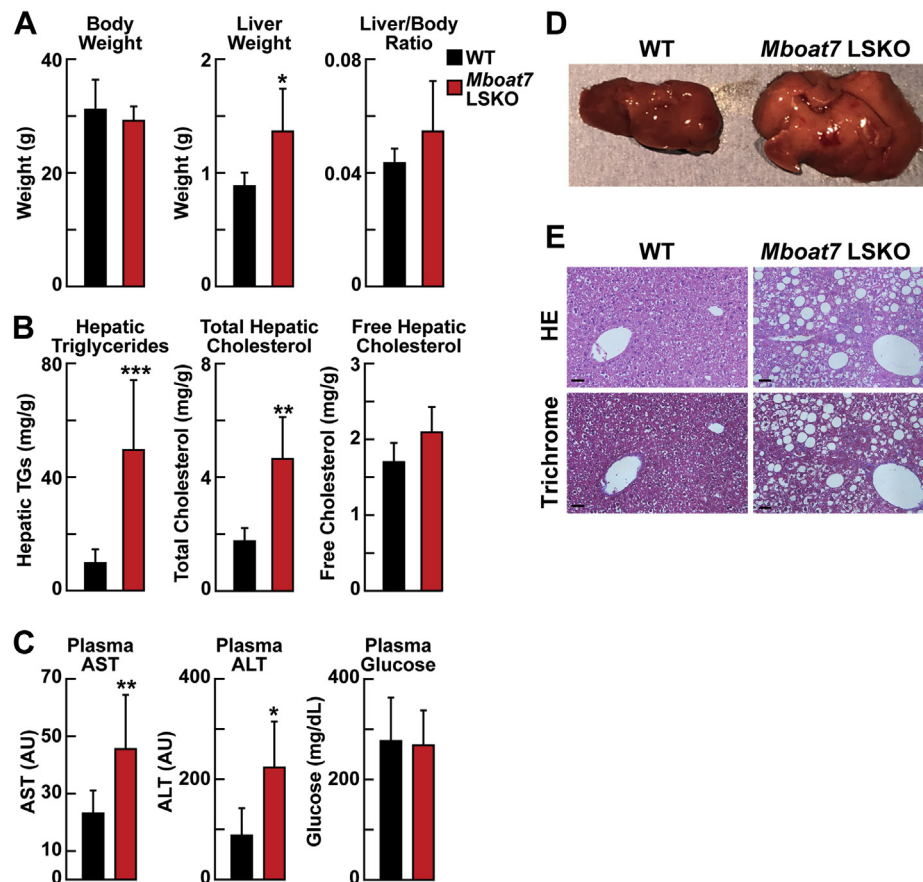 A
Body
Weight
Weight (g)
40
20
0
Liver
Weight
Weight (g)
2
1
0
*
Liver/Body
Ratio
0.08
0.04
0
WT
Mboat7
LSKO
B
Hepatic
Triglycerides
Hepatic TGs (mg/g)
80
40
0
***
Total Hepatic
Cholesterol
Total Cholesterol (mg/g)
8
4
0
**
Free Hepatic
Cholesterol
Free Cholesterol (mg/g)
3
2
1
0
C
Plasma
AST
AST (AU)
70
50
30
10
**
Plasma
ALT
ALT (AU)
400
200
0
*
Plasma
Glucose
Glucose (mg/dL)
400
200
0
D
WT
Mboat7 LSKO
E
WT
Mboat7 LSKO
HE
Trichrome